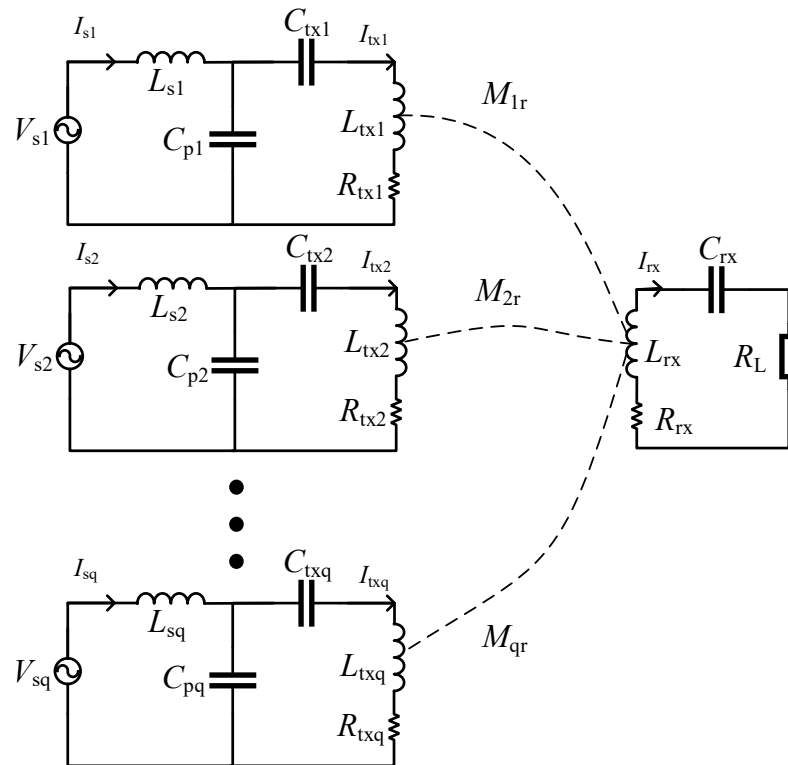 I_s1
C_tx1
I_tx1
L_s1
M_1r
V_s1
C_p1
L_tx1
R_tx1
I_s2
C_tx2
I_tx2
I_rx
C_rx
L_s2
M_2r
V_s2
C_p2
L_tx2
L_rx
R_L
R_tx2
R_rx
I_sq
C_txq
I_txq
L_sq
M_qr
V_sq
C_pq
L_txq
R_txq